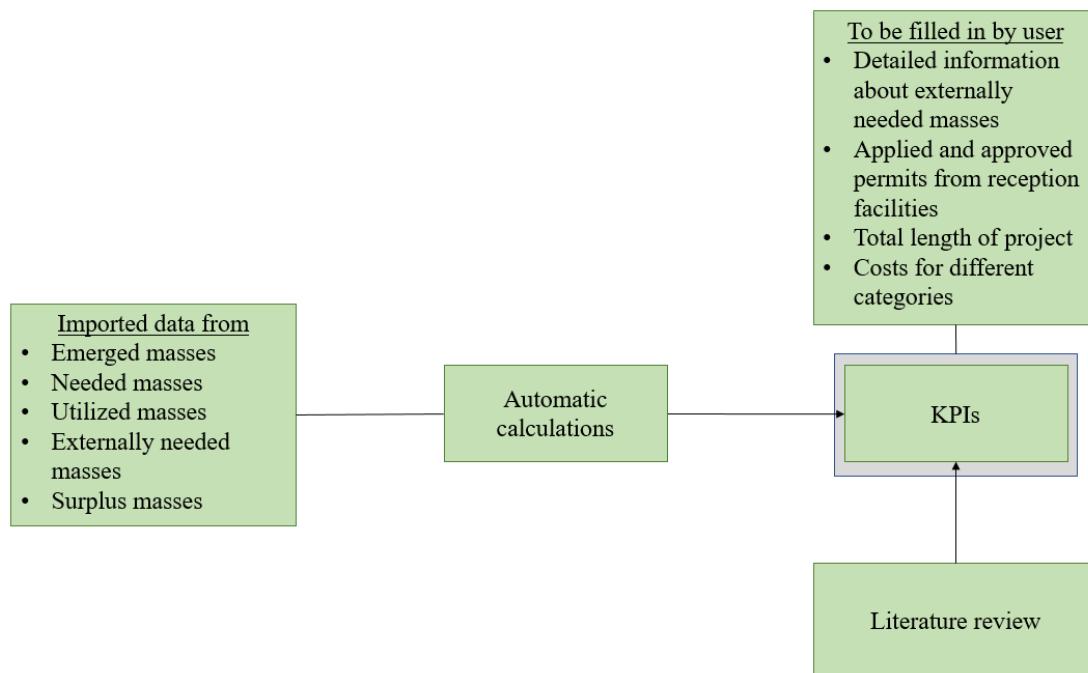 To be filled in by user
• Detailed information
about externally
needed masses
• Applied and approved
permits from reception
facilities
• Total length of project
• Costs for different
categories
Imported data from
• Emerged masses
• Needed masses
• Utilized masses
• Externally needed
masses
• Surplus masses
Automatic
calculations
KPIs
Literature review